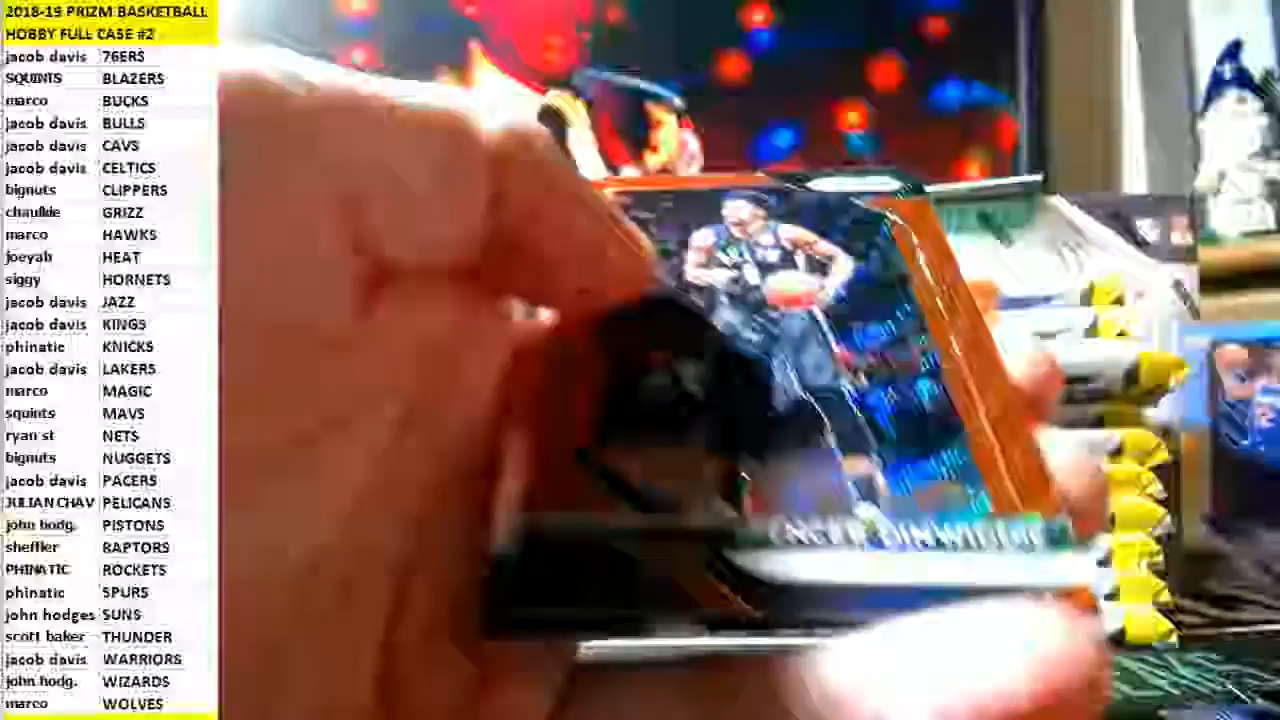 2018-19 PRIZM BASKETBALL
HOBBY FULL CASE #2
jacob davis 76ERS
SQUINTS BLAZERS
marco BUCKS
jacob davis BULLS
jacob davis CAVS
jacob davis CELTICS
bignuts CLIPPERS
chaulkie GRIZZ
marco HAWKS
joeyah HEAT
siggy HORNETS
jacob davis JAZZ
jacob davis KINGS
phinatic KNICKS
jacob davis LAKERS
marco MAGIC
squints MAVS
ryan st NETS
bignuts NUGGETS
jacob davis PACERS
JULIAN CHAV PELICANS
john hodg. PISTONS
sheffler RAPTORS
PHINATIC ROCKETS
phinatic SPURS
john hodges SUNS
scott baker THUNDER
jacob davis WARRIORS
john hodg. WIZARDS
marco WOLVES
DINWIDDIE